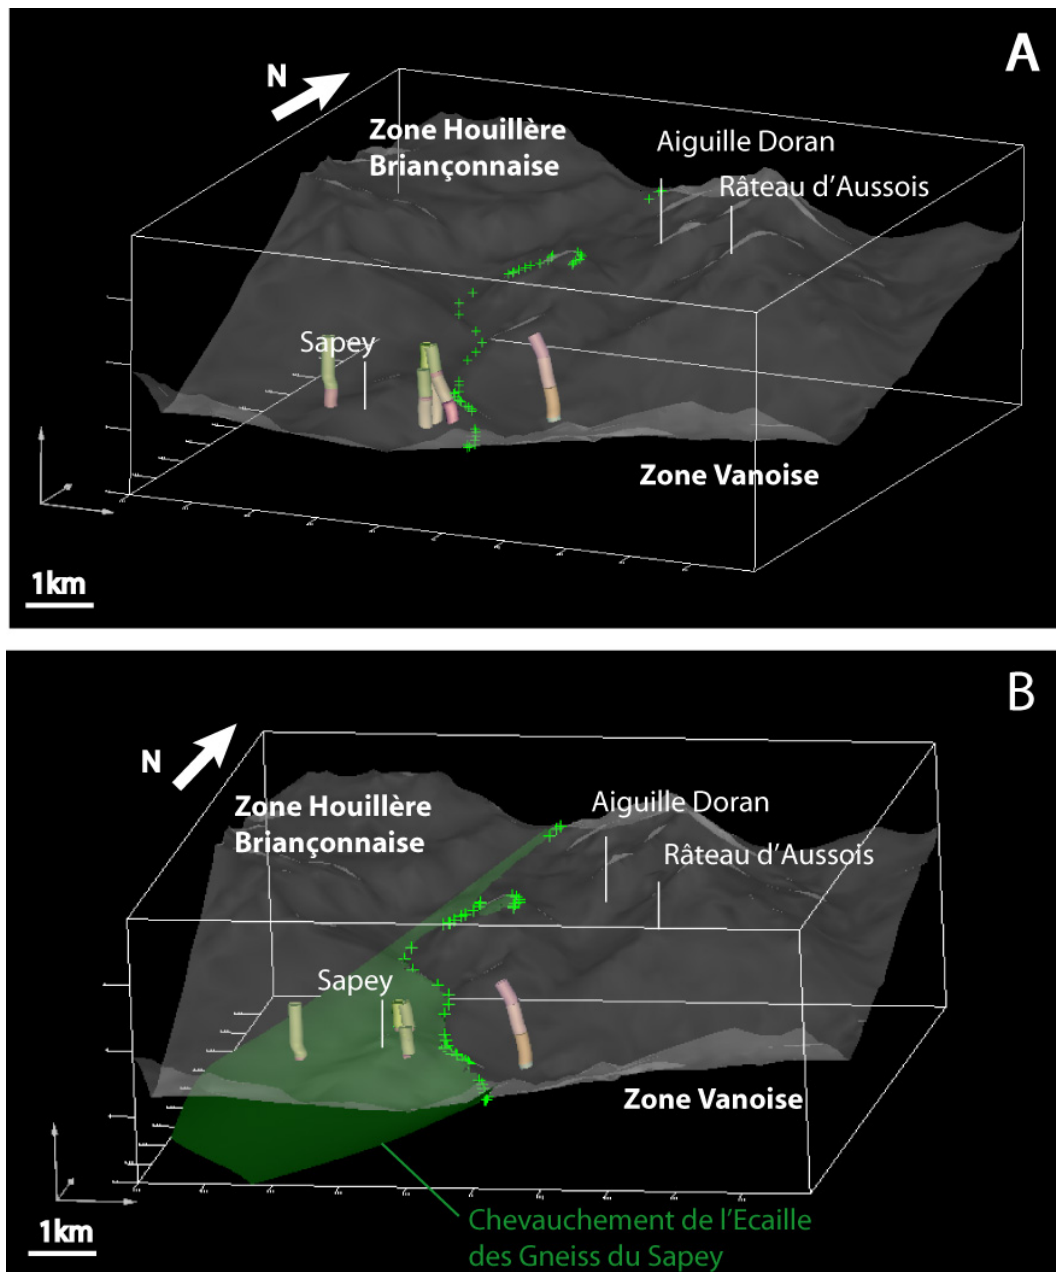 A
N
Zone Houillère
Briançonnaise
Aiguille Doran
Râteau d'Aussois
Sapey
Zone Vanoise
1km
B
N
Zone Houillère
Briançonnaise
Aiguille Doran
Râteau d'Aussois
Sapey
Zone Vanoise
1km
Chevauchement de l'Ecaille
des Gneiss du Sapey